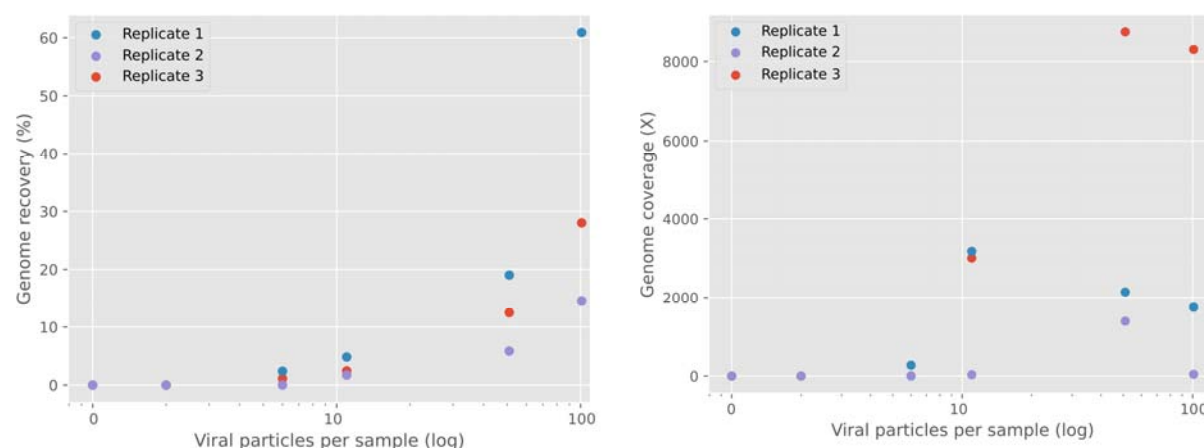 Replicate 1
Replicate 2
Replicate 3
60
50
40
30
20
10
0
Genome recovery (%)
0
10
100
Viral particles per sample (log)
Replicate 1
Replicate 2
Replicate 3
8000
6000
4000
2000
0
Genome coverage (X)
0
10
100
Viral particles per sample (log)